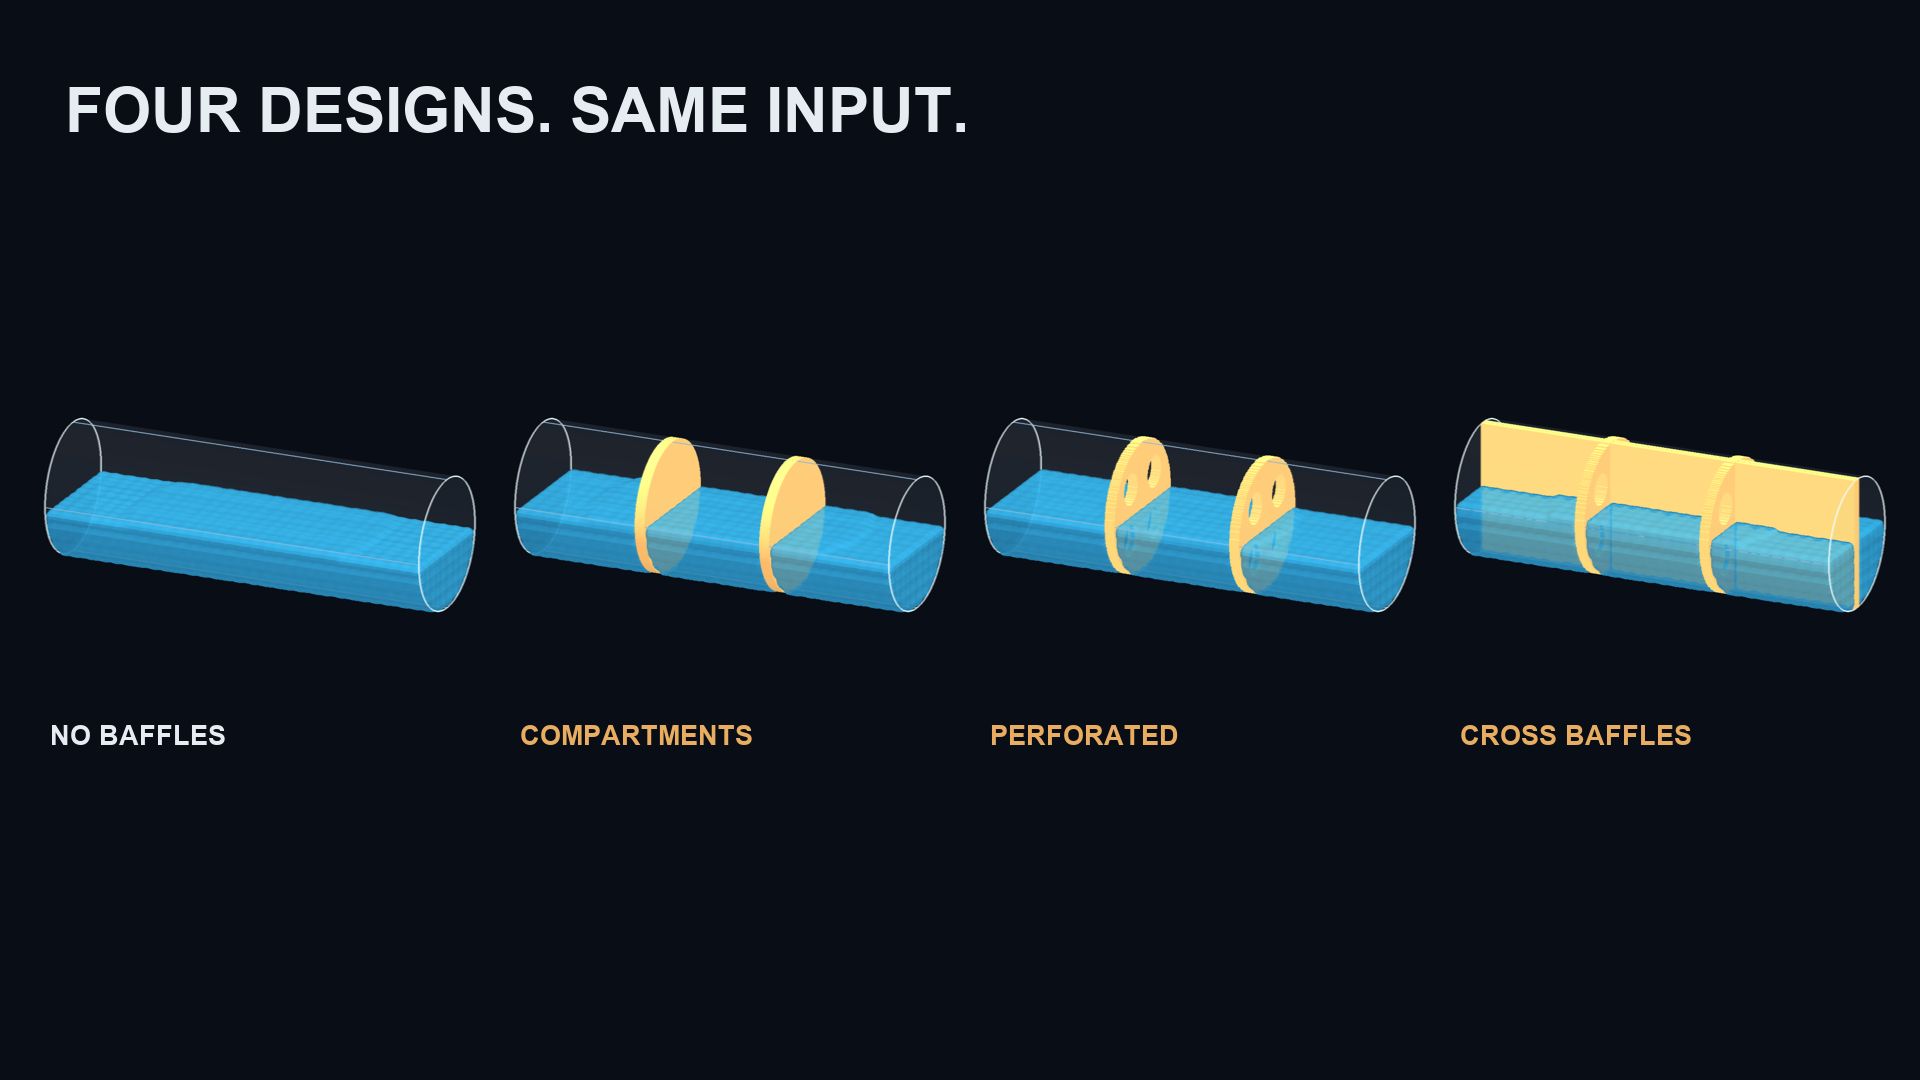 FOUR DESIGNS. SAME INPUT.
NO BAFFLES
COMPARTMENTS
PERFORATED
CROSS BAFFLES